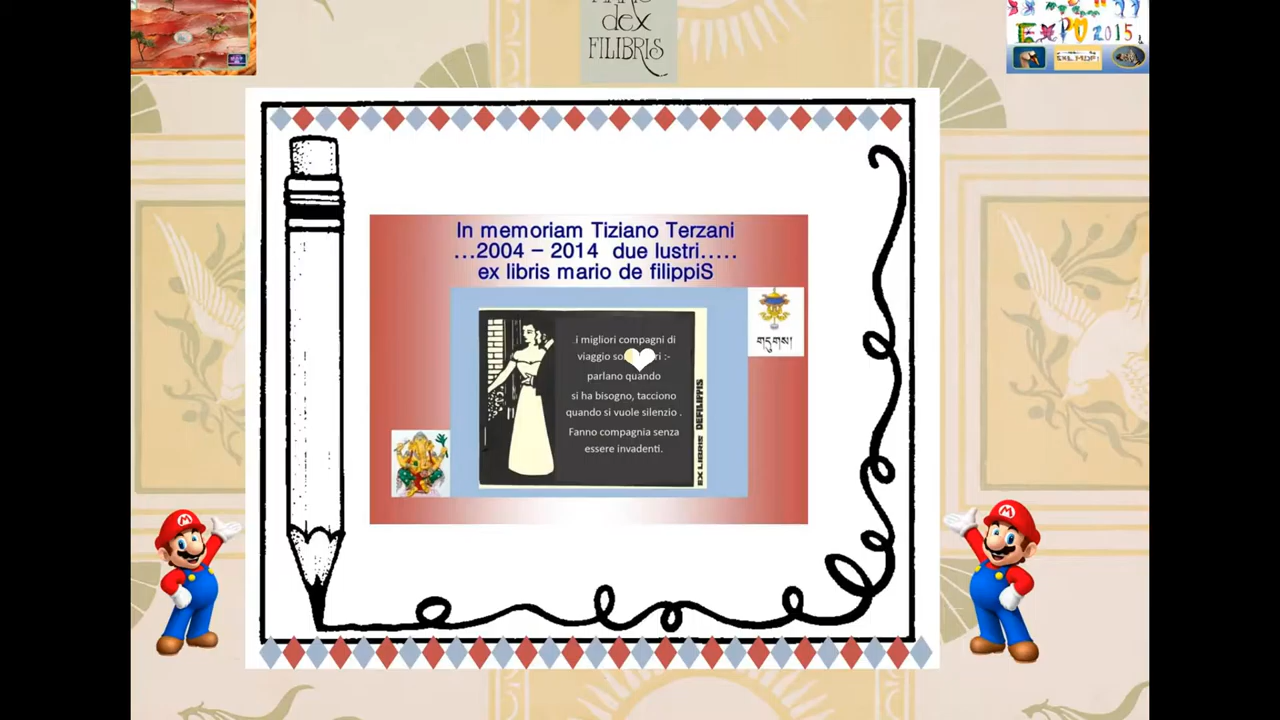 dex
FILIBRIS
EXPO 2015
In memoriam Tiziano Terzani
...2004 - 2014 due lustri.....
ex libris mario de filippiS
.i migliori compagni di
viaggio :-
parlano quando
si ha bisogno, tacciono
quando si vuole silenzio .
Fanno compagnia senza
essere invadenti.
EX LIBRIS DEFILIPPIS
གདུགས།
M
M